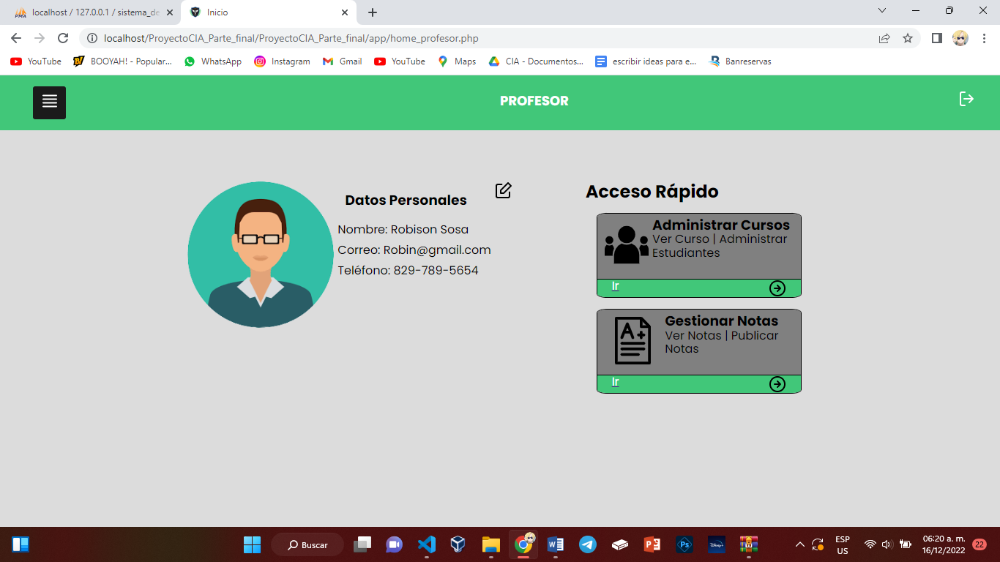 localhost / 127.0.0.1 / sistema_de
Inicio
localhost/ProyectoCIA_Parte_final/ProyectoCIA_Parte_final/app/home_profesor.php
YouTube
BOOYAH! - Popular...
WhatsApp
Instagram
Gmail
YouTube
Maps
CIA - Documentos...
escribir ideas para e...
Banreservas
PROFESOR
Datos Personales
Nombre: Robison Sosa
Correo: Robin@gmail.com
Teléfono: 829-789-5654
Acceso Rápido
Administrar Cursos
Ver Curso | Administrar
Estudiantes
Ir
A+
Gestionar Notas
Ver Notas | Publicar
Notas
Ir
Buscar
ESP
US
06:20 a. m.
16/12/2022
22